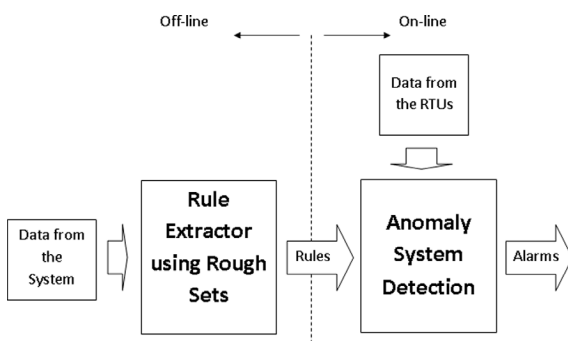 Off-line
On-line
Data from
the RTUs
Data from
the
System
Rule
Extractor
using Rough
Sets
Rules
Anomaly
System
Detection
Alarms